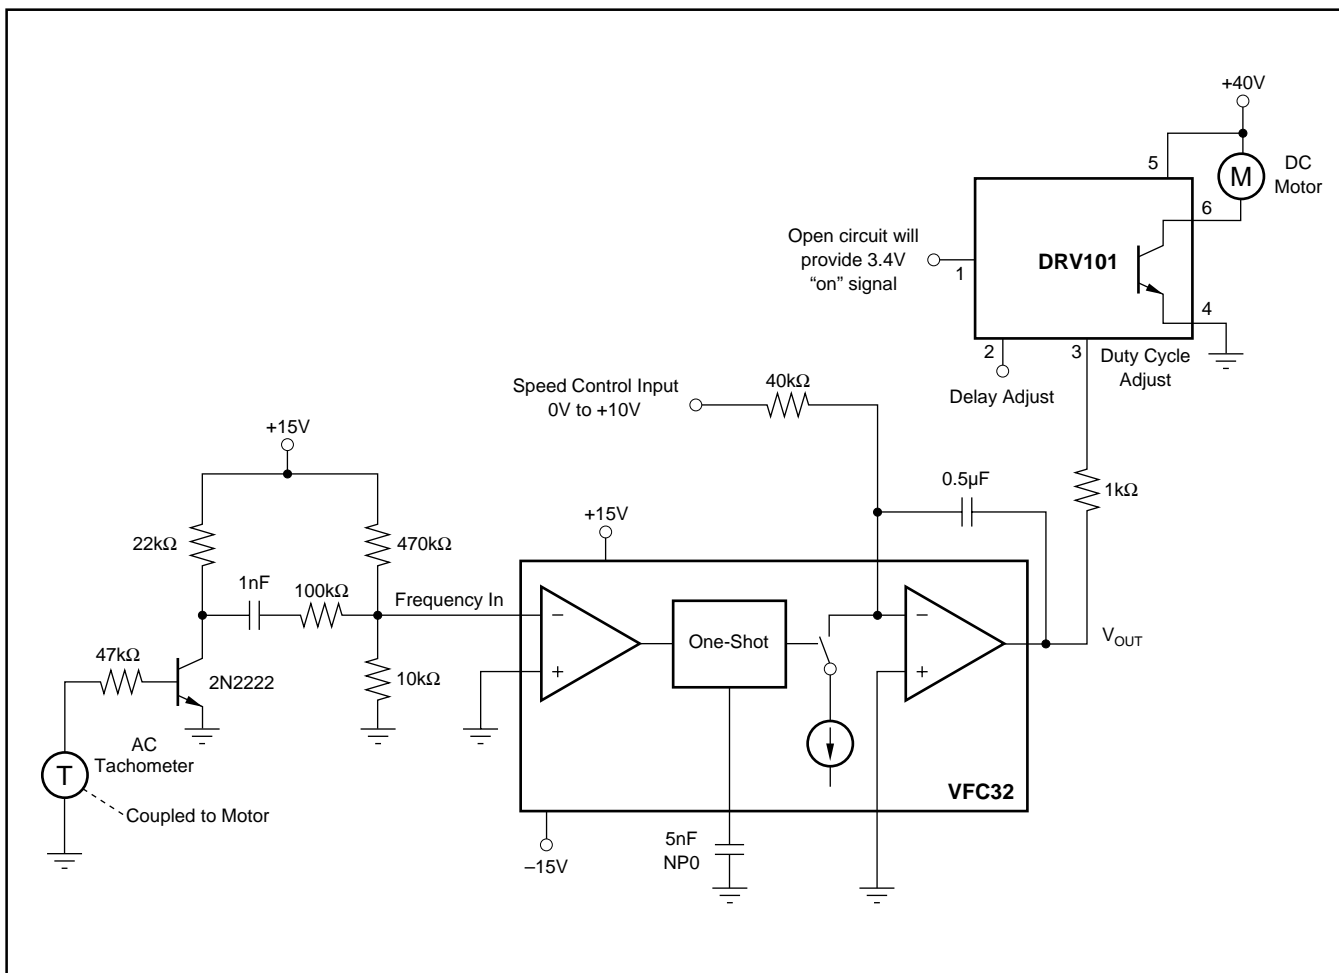 +40V
5
M
DC
Motor
6
Open circuit will
provide 3.4V
“on” signal
1
DRV101
4
2
3
Duty Cycle
Adjust
Delay Adjust
Speed Control Input
0V to +10V
40kΩ
+15V
0.5µF
1kΩ
+15V
22kΩ
470kΩ
1nF
100kΩ
Frequency In
–
+
One-Shot
–
+
V_OUT
47kΩ
2N2222
10kΩ
AC
Tachometer
T
Coupled to Motor
VFC32
–15V
5nF
NP0